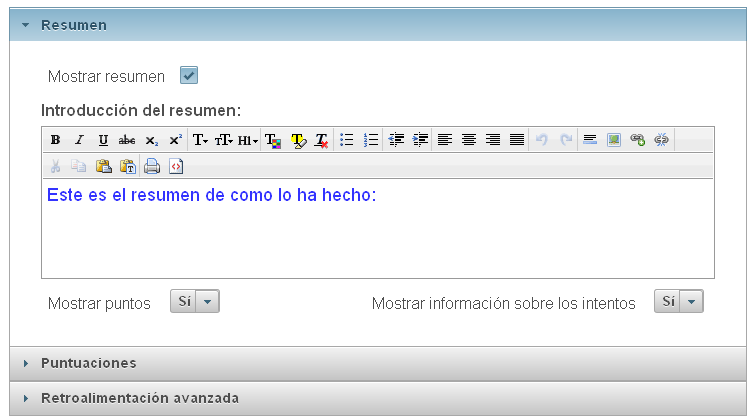 Resumen
Mostrar resumen
Introducción del resumen:
B I U abc x₂ x² T tT H1 T T T
T
Este es el resumen de como lo ha hecho:
Mostrar puntos Sí Mostrar información sobre los intentos Sí
Puntuaciones
Retroalimentación avanzada